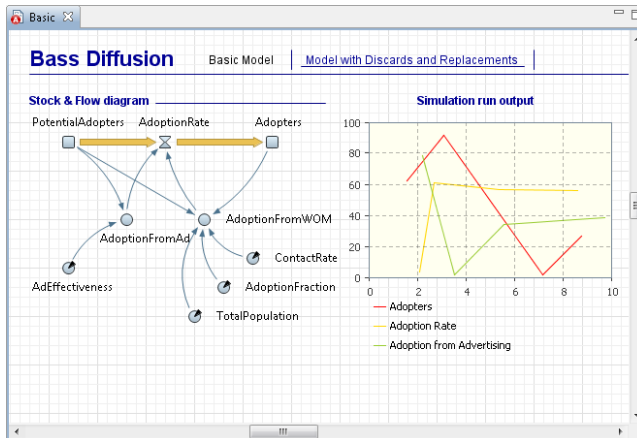 Basic
Bass Diffusion
Basic Model
Model with Discards and Replacements
Stock & Flow diagram
Simulation run output
PotentialAdopters
AdoptionRate
Adopters
AdoptionFromAd
AdoptionFromWOM
ContactRate
AdEffectiveness
AdoptionFraction
TotalPopulation
100
80
60
40
20
0
0 2 4 6 8 10
Adopters
Adoption Rate
Adoption from Advertising